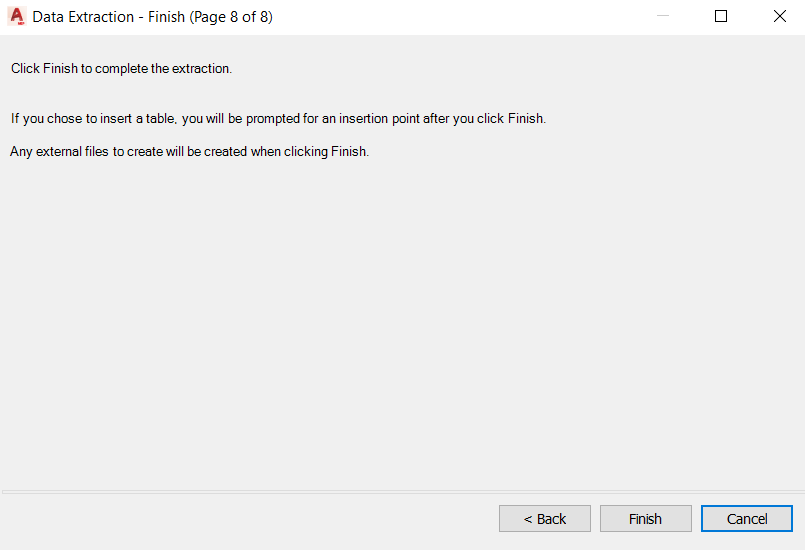 Data Extraction - Finish (Page 8 of 8)
Click Finish to complete the extraction.
If you chose to insert a table, you will be prompted for an insertion point after you click Finish.
Any external files to create will be created when clicking Finish.
< Back
Finish
Cancel